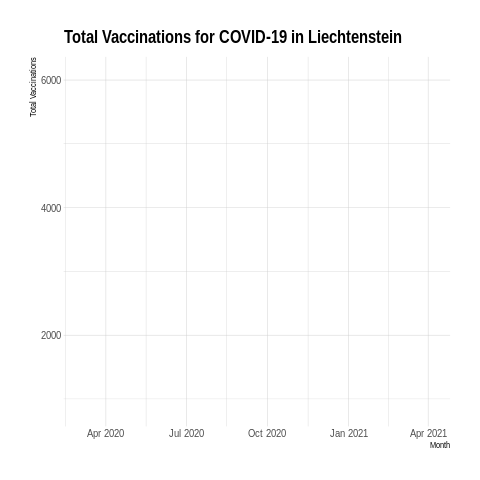 Total Vaccinations for COVID-19 in Liechtenstein
Total Vaccinations
6000
4000
2000
Apr 2020 Jul 2020 Oct 2020 Jan 2021 Apr 2021
Month